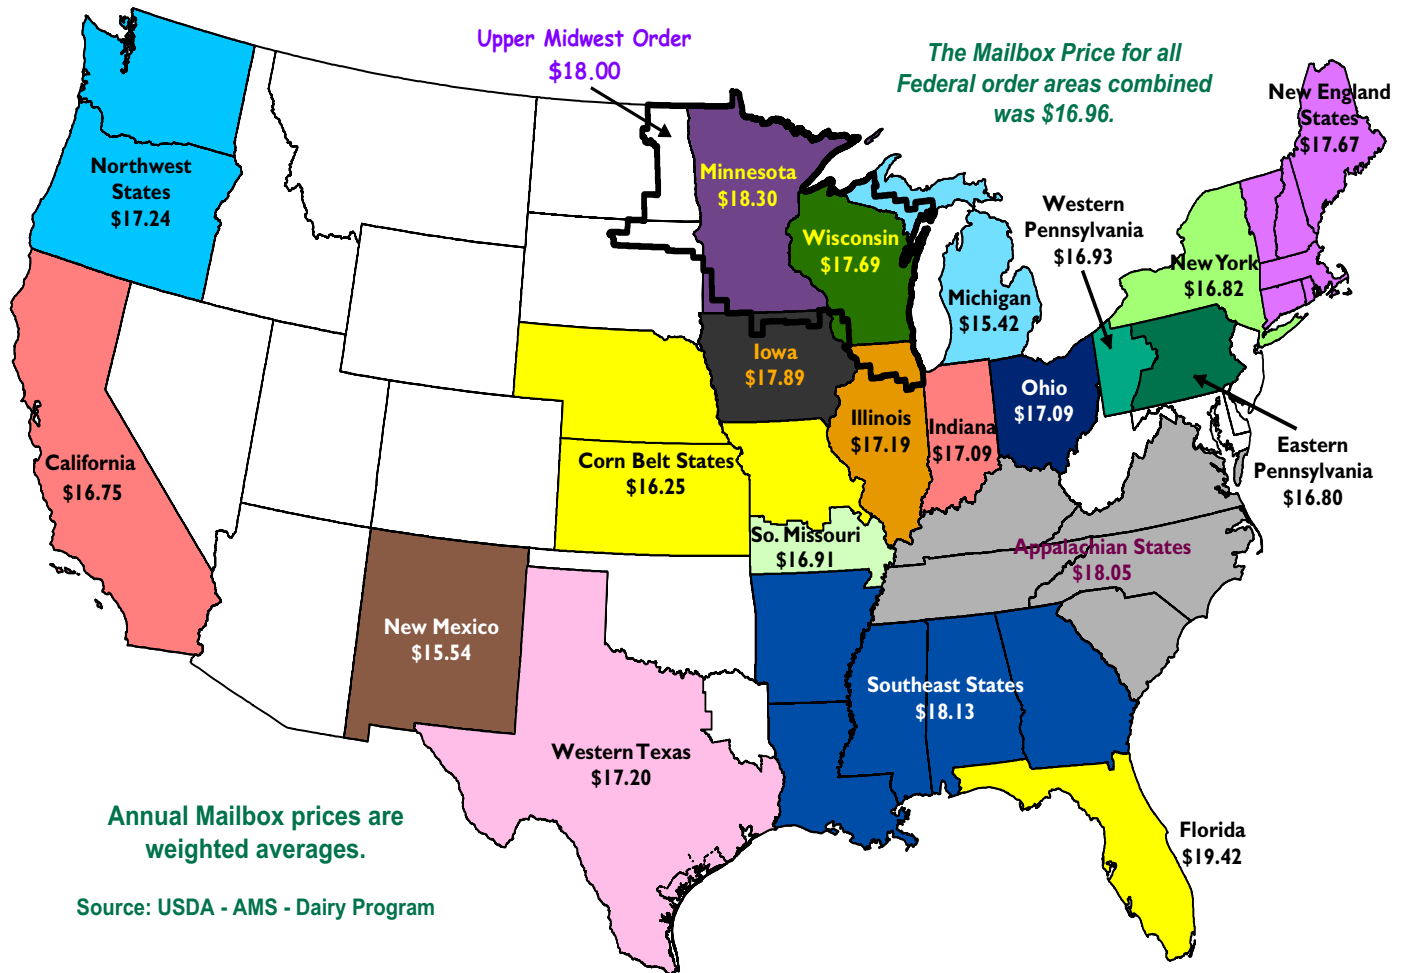 Upper Midwest Order
$18.00
The Mailbox Price for all
Federal order areas combined
was $16.96.
New England
States
$17.67
Northwest
States
$17.24
Minnesota
$18.30
Wisconsin
$17.69
Western
Pennsylvania
$16.93
New York
$16.82
Michigan
$15.42
Iowa
$17.89
Ohio
$17.09
Illinois
$17.19
Indiana
$17.09
Eastern
Pennsylvania
$16.80
California
$16.75
Corn Belt States
$16.25
So. Missouri
$16.91
Appalachian States
$18.05
New Mexico
$15.54
Southeast States
$18.13
Western Texas
$17.20
Florida
$19.42
Annual Mailbox prices are
weighted averages.
Source: USDA - AMS - Dairy Program